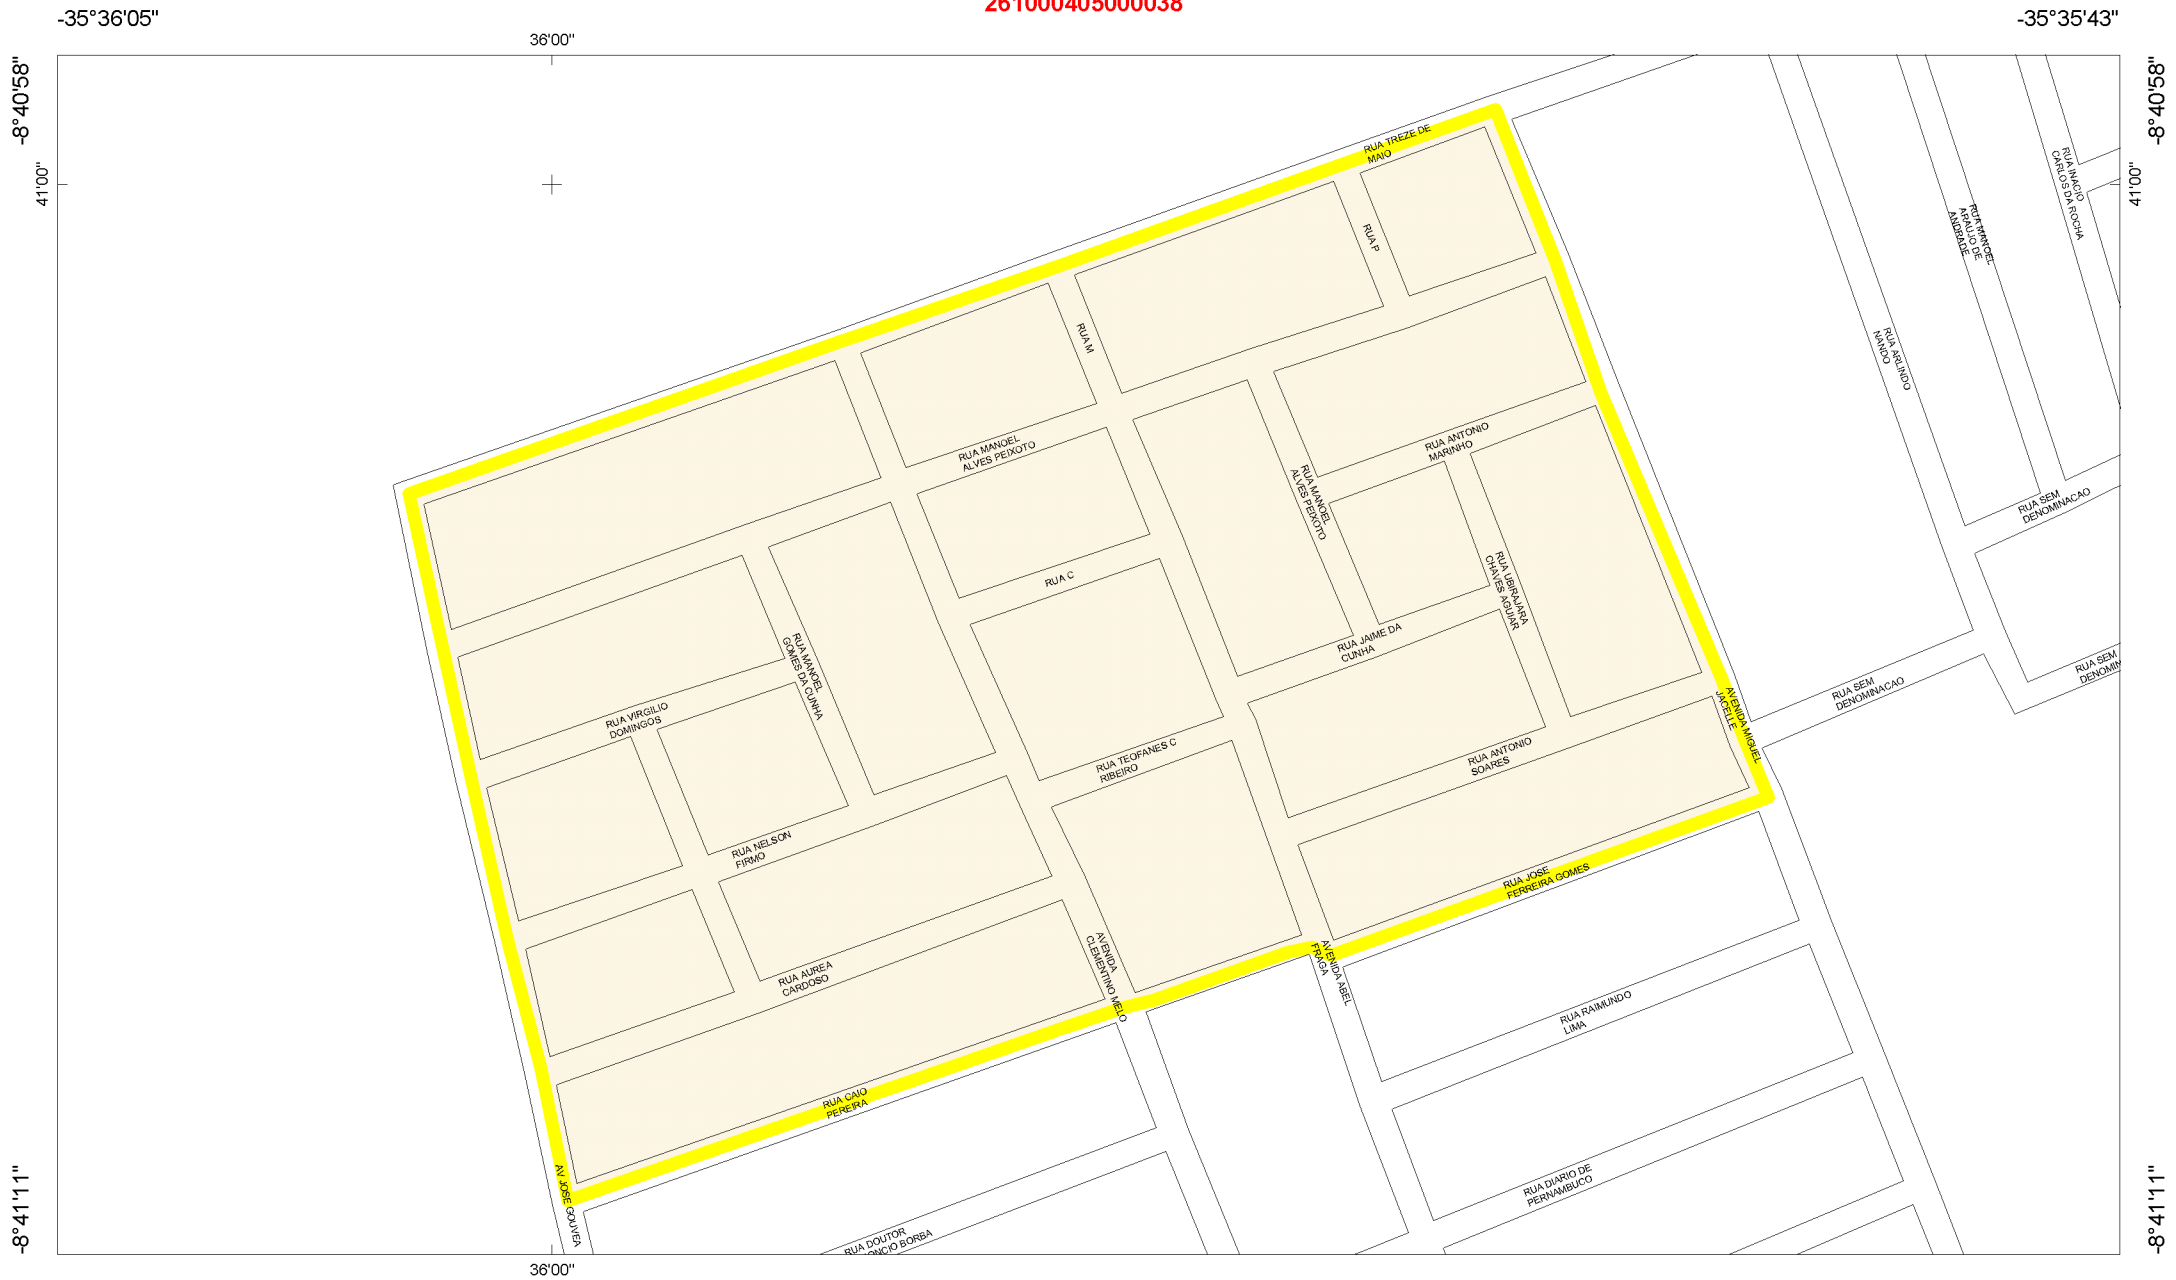 261000405000038
-35°36'05"
-35°35'43"
36'00"
-8°40'58"
-8°40'58"
41'00"
41'00"
RUA TREZE DE
MAIO
RUA P
RUA INACIO
CARLOS DA ROCHA
RUA MANOEL
ARAUJO DE
ANDRADE
RUA M
RUA ARLINDO
NANDO
RUA MANOEL
ALVES PEIXOTO
RUA ANTONIO
MARINHO
RUA MANOEL
ALVES PEIXOTO
RUA SEM
DENOMINACAO
RUA C
RUA UBIRAJARA
CHAVES AGUIAR
RUA JAIME DA
CUNHA
RUA MANOEL
GOMES DA CUNHA
RUA SEM
DENOMIN
RUA SEM
DENOMINACAO
AVENIDA MIGUEL
JACELLE
RUA VIRGILIO
DOMINGOS
RUA TEOFANES C
RIBEIRO
RUA ANTONIO
SOARES
RUA NELSON
FIRMO
RUA JOSE
FERREIRA GOMES
AVENIDA
CLEMENTINO MELO
AVENIDA ABEL
FRAGA
RUA AUREA
CARDOSO
RUA RAIMUNDO
LIMA
RUA CAIO
PEREIRA
AV JOSE GOUVEA
RUA DIARIO DE
PERNAMBUCO
RUA DOUTOR
ONCIO BORBA
-8°41'11"
-8°41'11"
36'00"